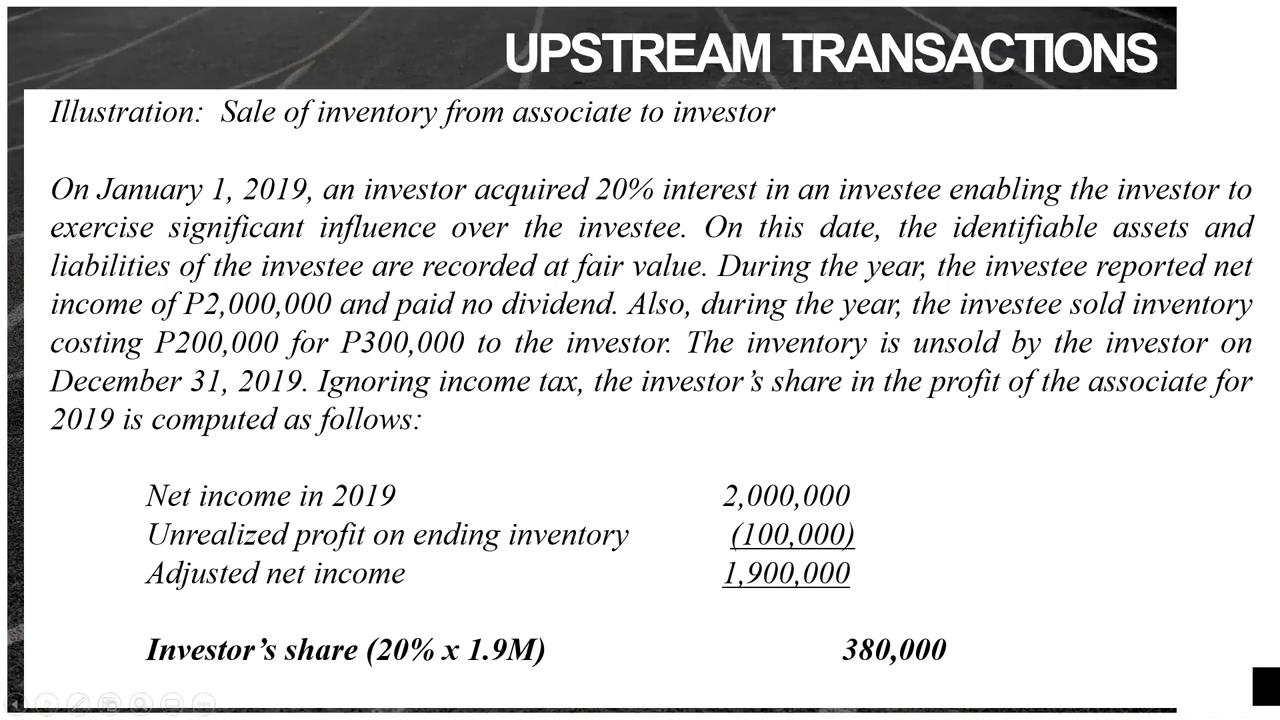 UPSTREAM TRANSACTIONS
Illustration: Sale of inventory from associate to investor
On January 1, 2019, an investor acquired 20% interest in an investee enabling the investor to
exercise significant influence over the investee. On this date, the identifiable assets and
liabilities of the investee are recorded at fair value. During the year, the investee reported net
income of P2,000,000 and paid no dividend. Also, during the year, the investee sold inventory
costing P200,000 for P300,000 to the investor. The inventory is unsold by the investor on
December 31, 2019. Ignoring income tax, the investor’s share in the profit of the associate for
2019 is computed as follows:
Net income in 2019 2,000,000
Unrealized profit on ending inventory (100,000)
Adjusted net income 1,900,000
Investor’s share (20% x 1.9M) 380,000